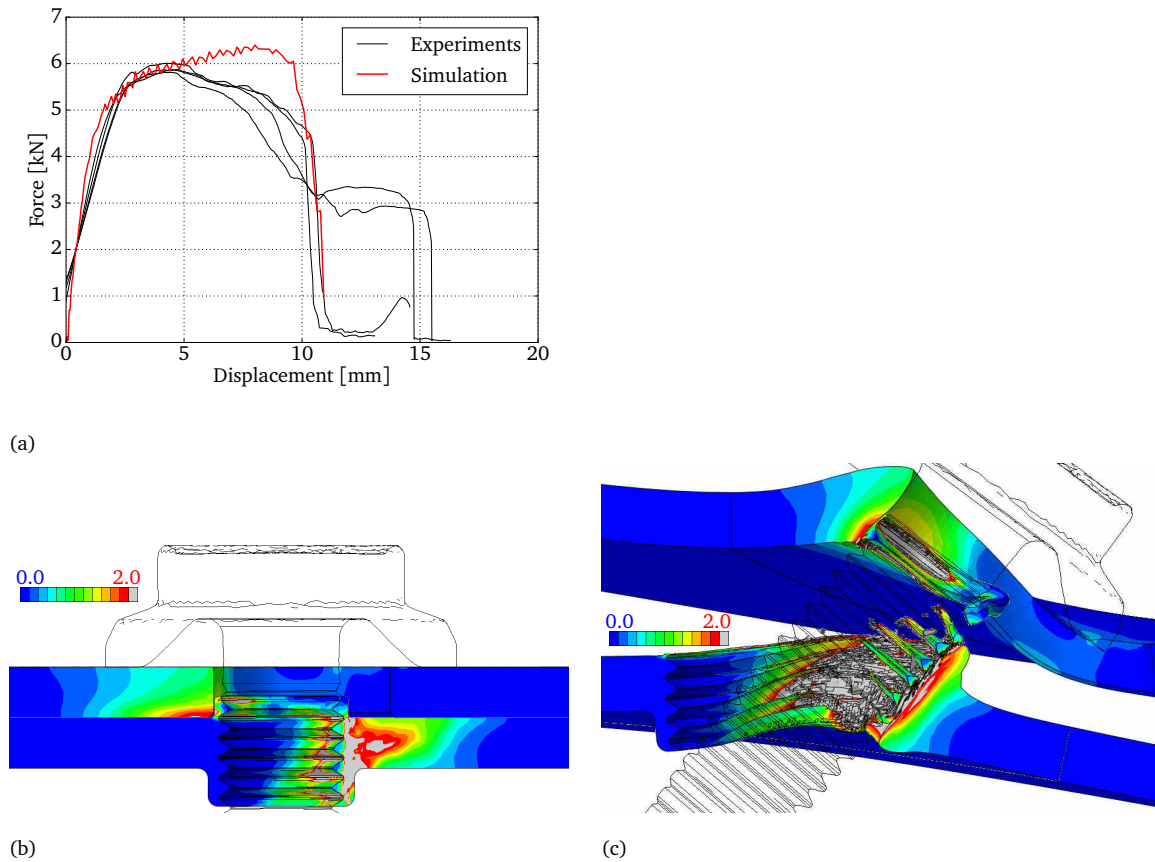 7
6
5
4
3
2
1
0
Force [kN]
0 5 10 15 20
Displacement [mm]
Experiments
Simulation
(a)
0.0 2.0
(b)
0.0 2.0
(c)